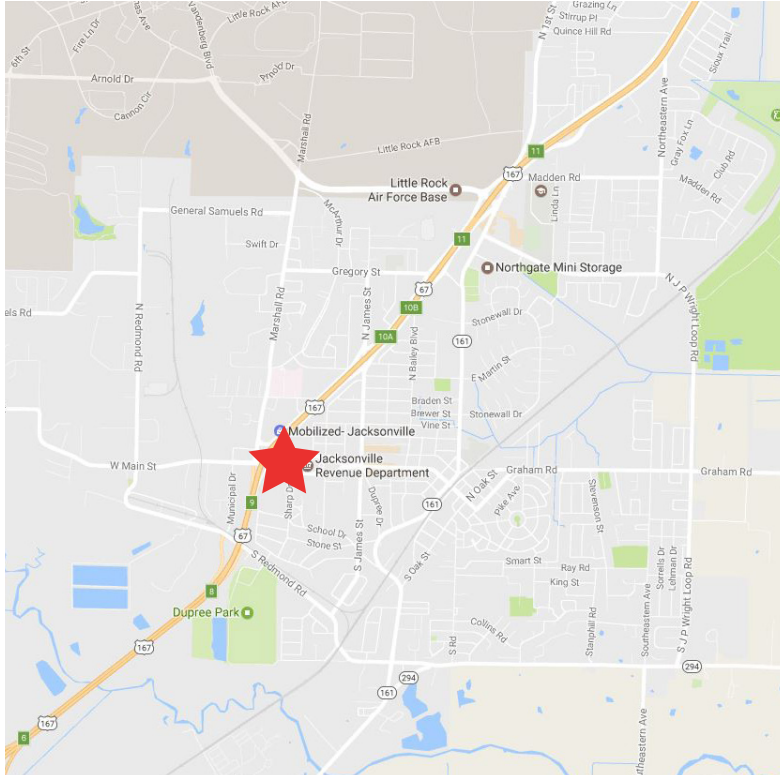 Grazing Ln
Stirrup Pl
N 1st St
Quince Hill Rd
Little Rock AFB
Vandenberg Blvd
Fire Ln Dr
6th St
Sioux Trail
Arnold Dr
Arnold Dr
Cannon Cir
Marshall Rd
Little Rock AFB
Northeastern Ave
Gray Fox Ln
Club Rd
11
167
Madden Rd
Madden Rd
Linda Ln
Little Rock
Air Force Base
General Samuels Rd
McArthur Dr
Swift Dr
11
Gregory St
Northgate Mini Storage
67
N J P Wright Loop Rd
els Rd
N Redmond Rd
Marshall Rd
N James St
10B
10A
161
Stonewall Dr
N Bailey Blvd
E Martin St
167
Braden St
Brewer St
Vine St
Stonewall Dr
Mobilized- Jacksonville
Jacksonville
Revenue Department
W Main St
Municipal Dr
Sharp D
Dupree Dr
N Oak St
Graham Rd
Graham Rd
Pike Ave
Stevenson St
161
9
67
School Dr
Stone St
S James St
S Redmond Rd
S Oak St
Smart St
Ray Rd
King St
Sorrells Dr
Lehman Dr
8
Dupree Park
Collins Rd
S Rd
Stanphill Rd
Southeastern Ave
S J P Wright Loop Rd
167
294
294
161
167
6
theastern Ave